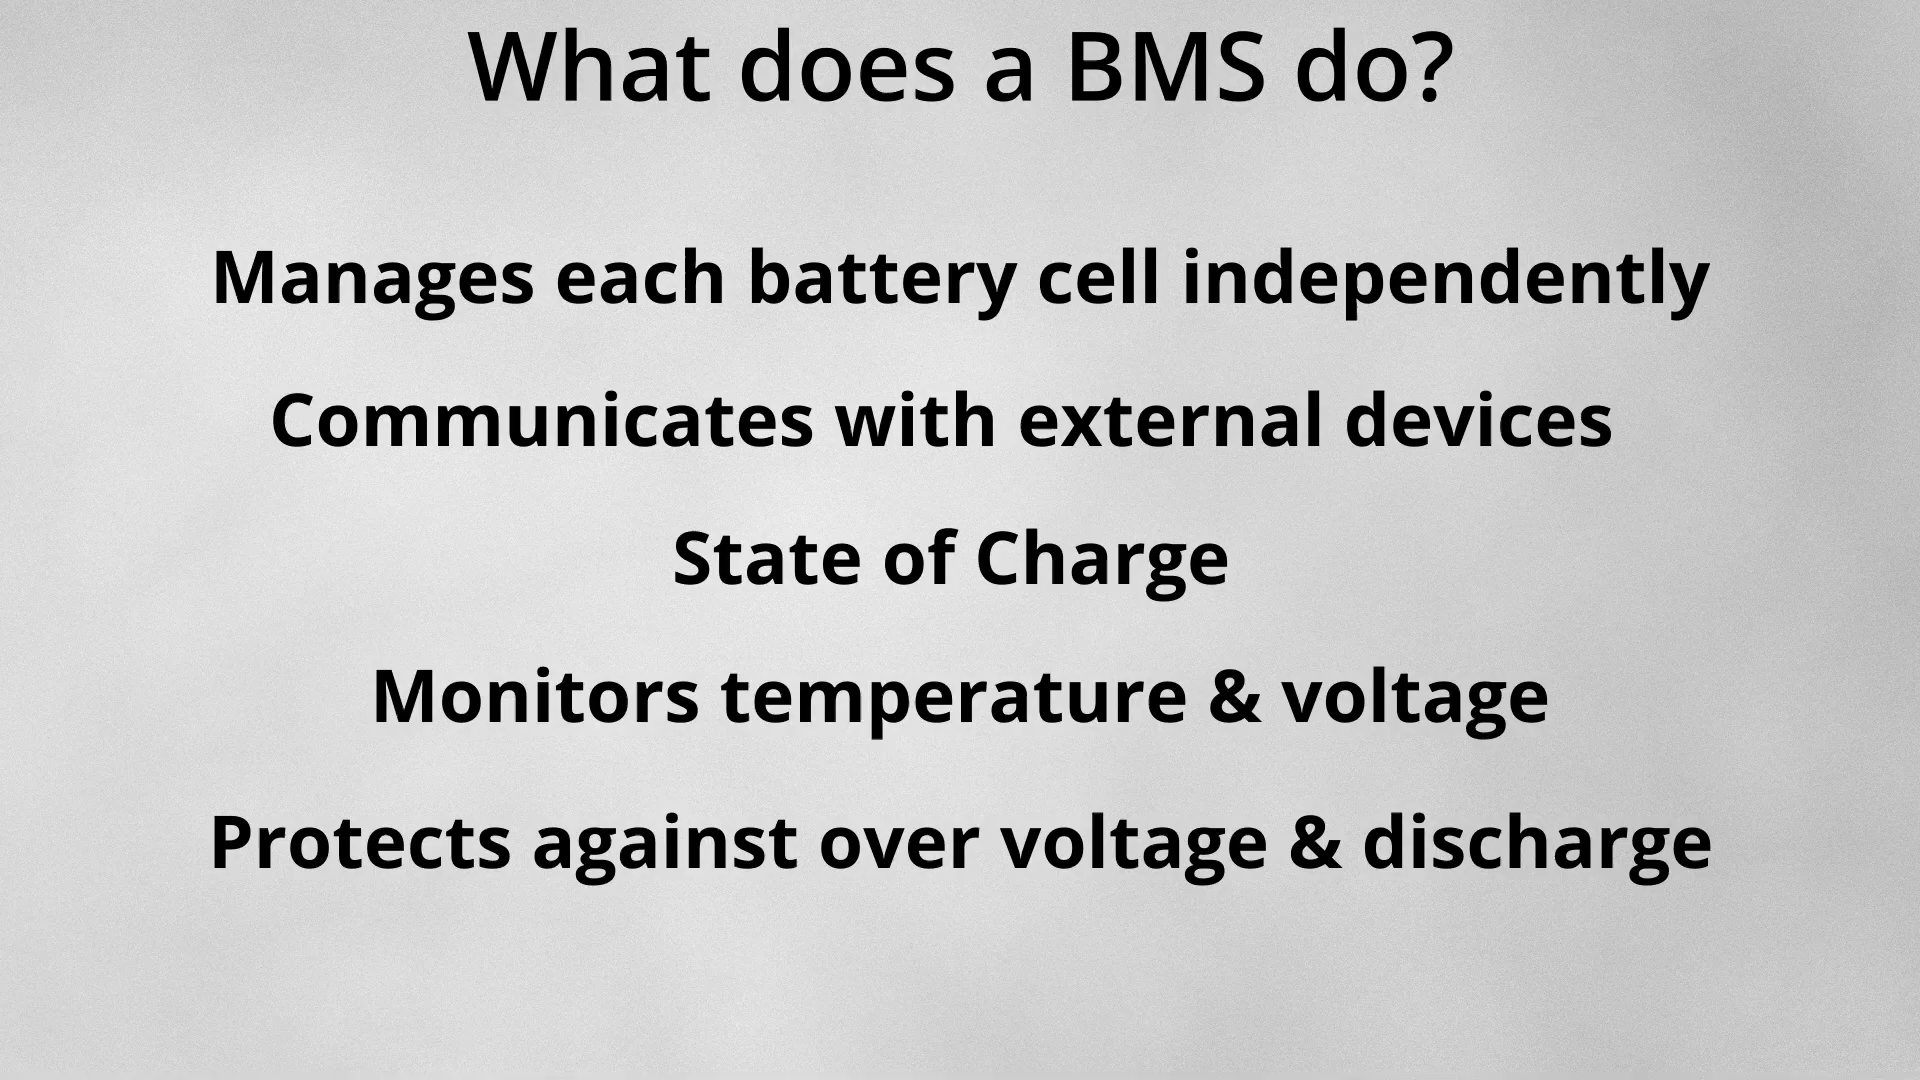 What does a BMS do?
Manages each battery cell independently
Communicates with external devices
State of Charge
Monitors temperature & voltage
Protects against over voltage & discharge